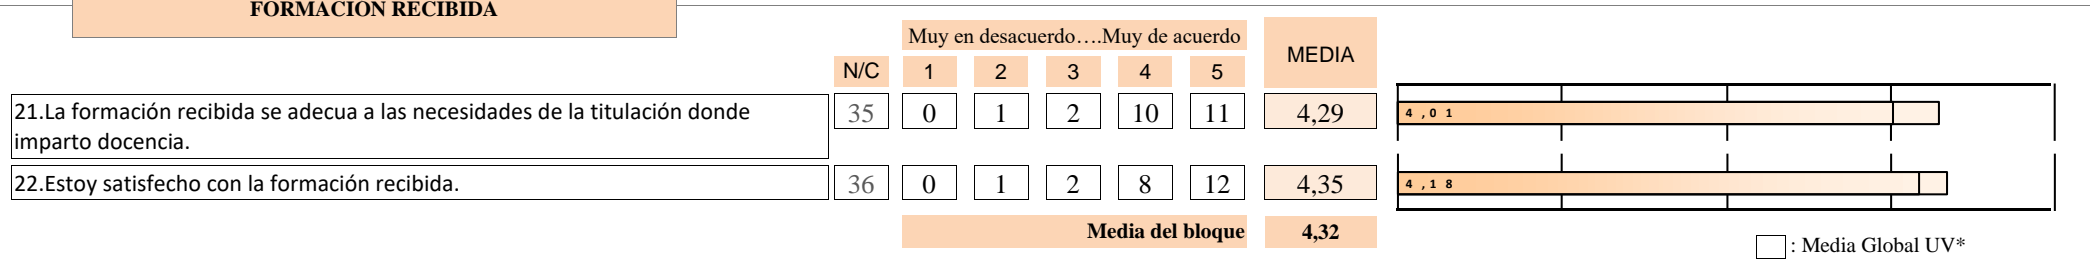 FORMACIÓN RECIBIDA
Muy en desacuerdo….Muy de acuerdo
MEDIA
N/C 1 2 3 4 5
21.La formación recibida se adecua a las necesidades de la titulación donde
imparto docencia.
35 0 1 2 10 11 4,29 4,01
22.Estoy satisfecho con la formación recibida. 36 0 1 2 8 12 4,35 4,18
Media del bloque 4,32
: Media Global UV*